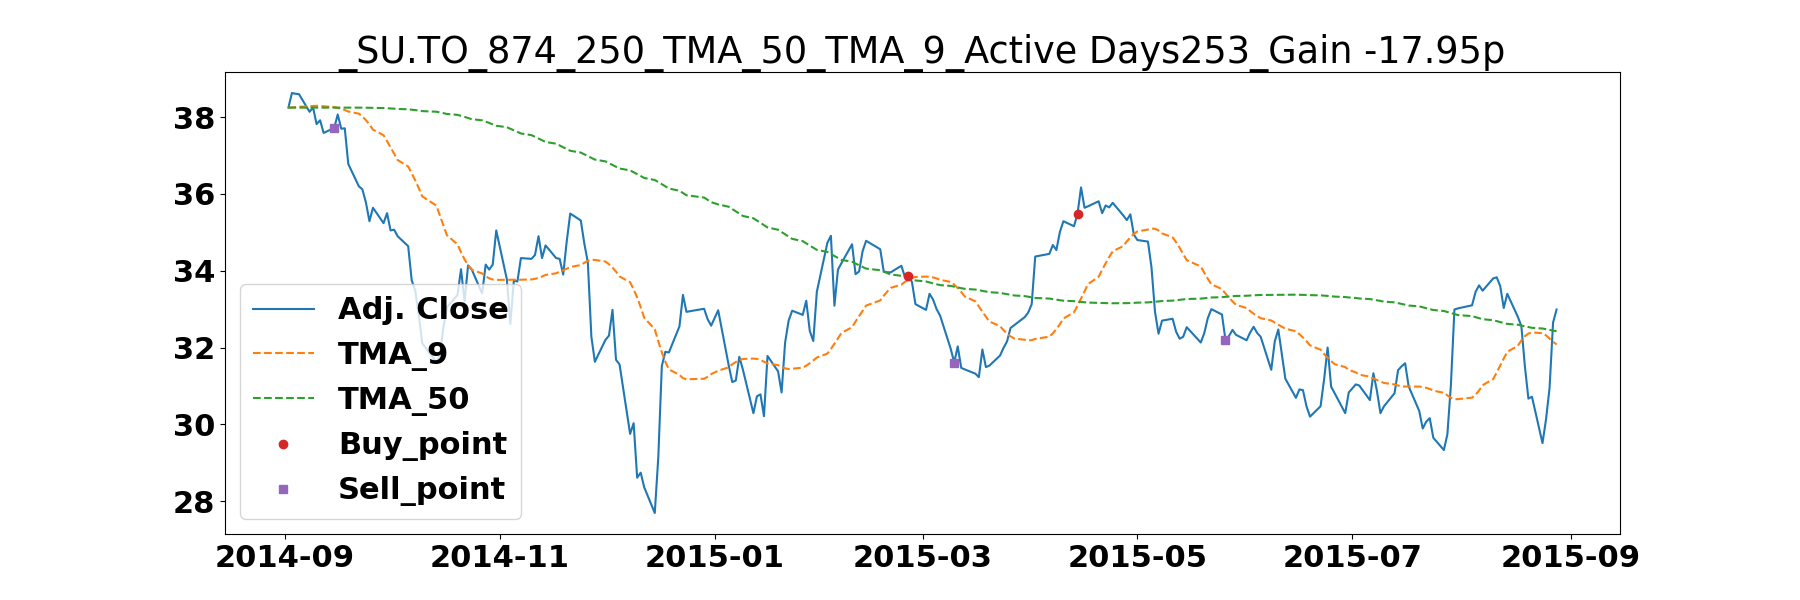 _SU.TO_874_250_TMA_50_TMA_9_Active Days253_Gain -17.95p
38
36
34
32
30
28
Adj. Close
TMA_9
TMA_50
Buy_point
Sell_point
2014-09 2014-11 2015-01 2015-03 2015-05 2015-07 2015-09